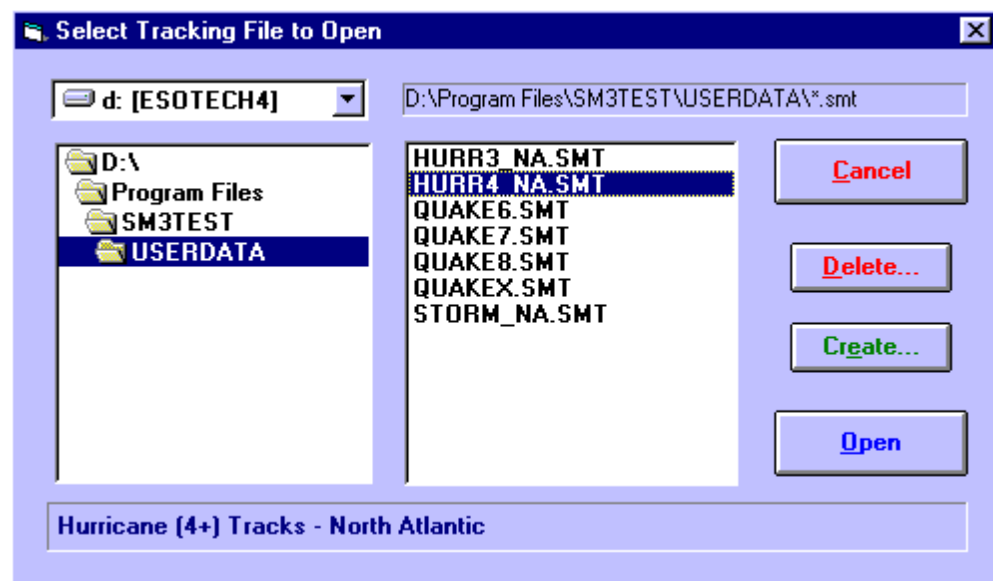 Select Tracking File to Open
d: [ESOTECH4]
D:\Program Files\SM3TEST\USERDATA\*.smt
D:\
Program Files
SM3TEST
USERDATA
HURR3_NA.SMT
HURR4_NA.SMT
QUAKE6.SMT
QUAKE7.SMT
QUAKE8.SMT
QUAKEX.SMT
STORM_NA.SMT
Cancel
Delete...
Create...
Open
Hurricane (4+) Tracks - North Atlantic